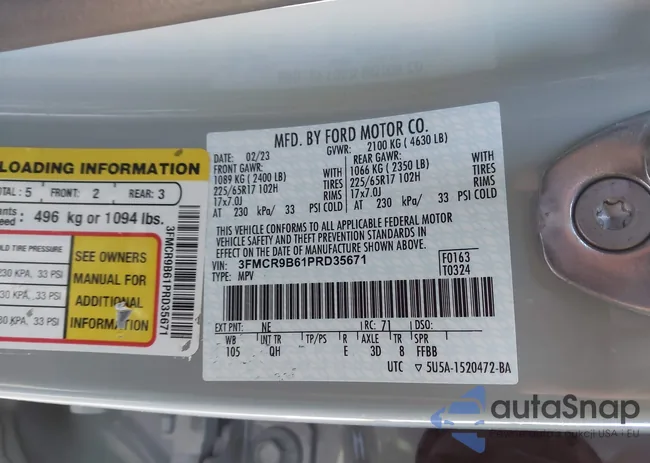 LOADING INFORMATION
TOTAL: 5 FRONT: 2 REAR: 3
496 kg or 1094 lbs.
TIRE PRESSURE
230 KPA, 33 PSI
230 KPA, 33 PSI
KPA, 33 PSI
SEE OWNERS
MANUAL FOR
ADDITIONAL
INFORMATION
3FMCR9B61PRD35671
MFD. BY FORD MOTOR CO.
02/23 GVWR: 2100 KG ( 4630 LB)
FRONT GAWR: REAR GAWR:
1089 KG ( 2400 LB) 1066 KG ( 2350 LB)
225/65R17 102H TIRES 225/65R17 102H TIRES
17x7.0J RIMS 17x7.0J RIMS
AT 230 kPa/ 33 PSI COLD AT 230 kPa/ 33 PSI COLD
THIS VEHICLE CONFORMS TO ALL APPLICABLE FEDERAL MOTOR
VEHICLE SAFETY AND THEFT PREVENTION STANDARDS IN
EFFECT ON THE DATE OF MANUFACTURE SHOWN ABOVE.
VIN: 3FMCR9B61PRD35671 F0163
TYPE: MPV T0324
EXT PNT: NE RC: 71 DSO:
WB INT TR TP/PS R AXLE TR SPR
105 QH E 3D 8 FFBB
UTC ▽ 5U5A-1520472-BA
autoSnap